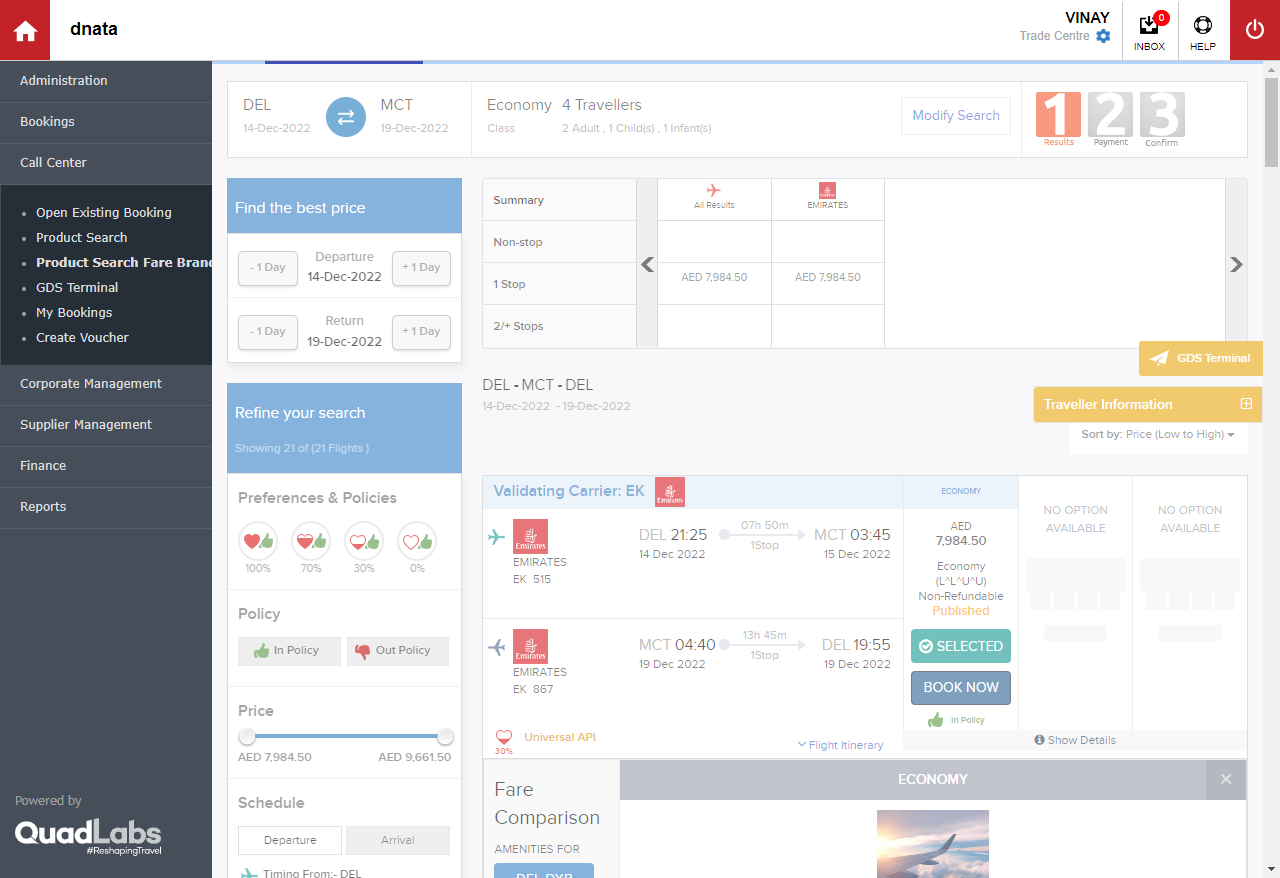 dnata
VINAY
Trade Centre
0
INBOX
HELP
Administration
Bookings
Call Center
Open Existing Booking
Product Search
Product Search Fare Bran
GDS Terminal
My Bookings
Create Voucher
Corporate Management
Supplier Management
Finance
Reports
Powered by
QuadLabs
#ReshapingTravel
DEL
14-Dec-2022
MCT
19-Dec-2022
Economy
Class
4 Travellers
2 Adult , 1 Child(s) , 1 Infant(s)
Modify Search
1
Results
2
Payment
3
Confirm
Find the best price
- 1 Day
Departure
14-Dec-2022
+ 1 Day
- 1 Day
Return
19-Dec-2022
+ 1 Day
Refine your search
Showing 21 of (21 Flights )
Preferences & Policies
100%
70%
30%
0%
Policy
In Policy
Out Policy
Price
AED 7,984.50
AED 9,661.50
Schedule
Departure
Arrival
Timing From:- DEL
Summary
All Results
Emirates
EMIRATES
Non-stop
1 Stop
AED 7,984.50
AED 7,984.50
2/+ Stops
GDS Terminal
DEL - MCT - DEL
14-Dec-2022 - 19-Dec-2022
Traveller Information
Sort by: Price (Low to High)
Validating Carrier: EK
Emirates
ECONOMY
Emirates
EMIRATES
EK 515
DEL 21:25
14 Dec 2022
07h 50m
1Stop
MCT 03:45
15 Dec 2022
Emirates
EMIRATES
EK 867
MCT 04:40
19 Dec 2022
13h 45m
1Stop
DEL 19:55
19 Dec 2022
30%
Universal API
Flight Itinerary
AED
7,984.50
Economy
(L^L^U^U)
Non-Refundable
Published
SELECTED
BOOK NOW
In Policy
NO OPTION
AVAILABLE
NO OPTION
AVAILABLE
Show Details
Fare
Comparison
AMENITIES FOR
DEL-DXB
ECONOMY